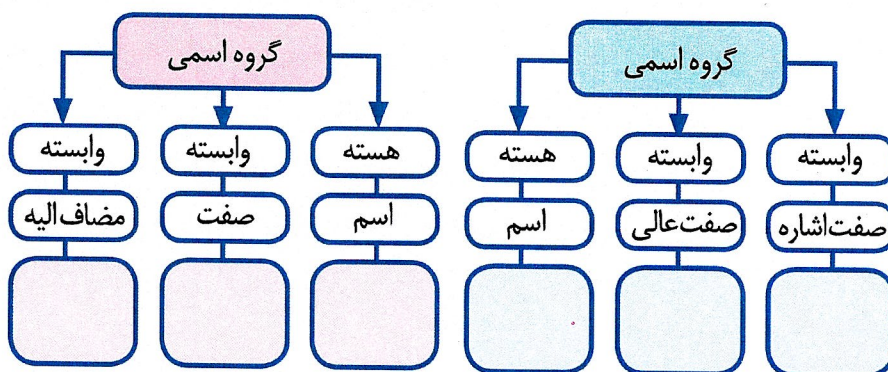 گروه اسمی
وابسته
وابسته
هسته
صفت اشاره
صفت عالی
اسم
گروه اسمی
هسته
وابسته
وابسته
اسم
صفت
مضاف الیه